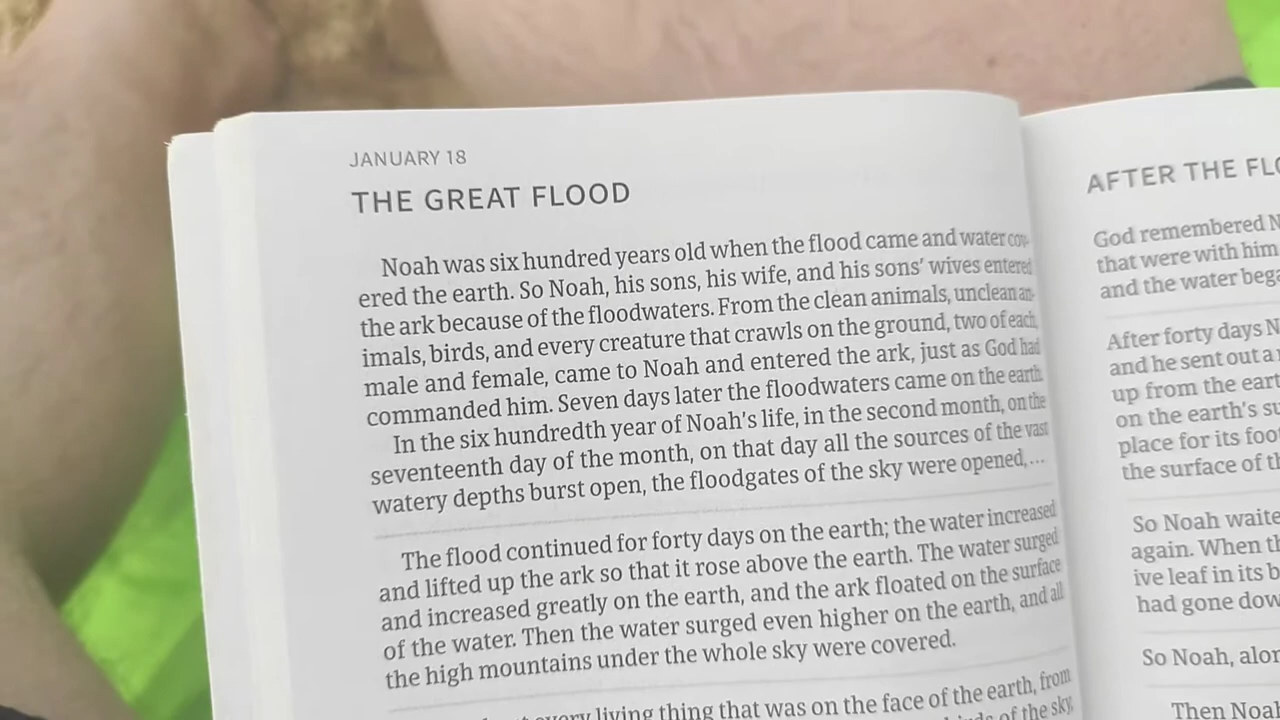 JANUARY 18
THE GREAT FLOOD
Noah was six hundred years old when the flood came and water cov-
ered the earth. So Noah, his sons, his wife, and his sons’ wives entered
the ark because of the floodwaters. From the clean animals, unclean an-
imals, birds, and every creature that crawls on the ground, two of each,
male and female, came to Noah and entered the ark, just as God had
commanded him. Seven days later the floodwaters came on the earth.
In the six hundredth year of Noah’s life, in the second month, on the
seventeenth day of the month, on that day all the sources of the vast
watery depths burst open, the floodgates of the sky were opened, ...
The flood continued for forty days on the earth; the water increased
and lifted up the ark so that it rose above the earth. The water surged
and increased greatly on the earth, and the ark floated on the surface
of the water. Then the water surged even higher on the earth, and all
the high mountains under the whole sky were covered.
every living thing that was on the face of the earth, from
of the sky,
AFTER THE
God remembered
that were with him
and the water
After forty days
and he sent out a
up from the
on the earth’s
place for its
the surface of
So Noah
again. When
ive leaf in its
had gone
So Noah,
Then